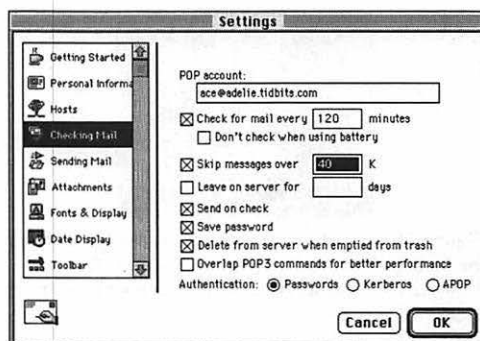 Settings
Getting Started
Personal Informa
Hosts
Checking Mail
Sending Mail
Attachments
Fonts & Display
Date Display
Toolbar
POP account:
ace@adelie.tidbits.com
Check for mail every 120 minutes
Don't check when using battery
Skip messages over 40 K
Leave on server for days
Send on check
Save password
Delete from server when emptied from trash
Overlap POP3 commands for better performance
Authentication: Passwords Kerberos APOP
Cancel OK